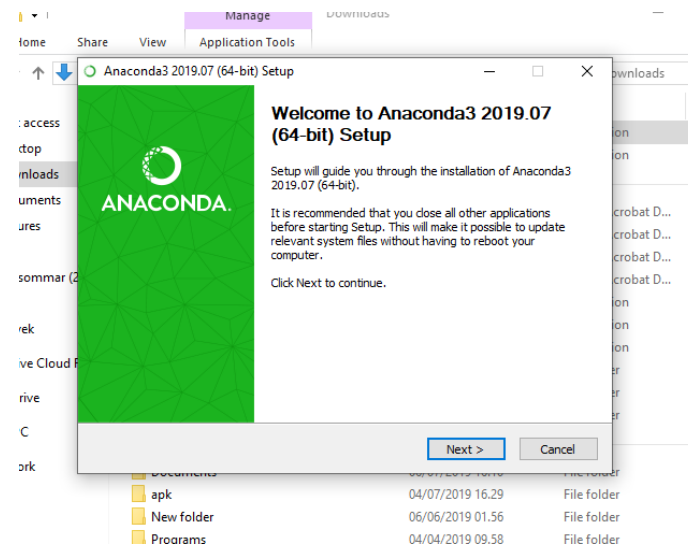 Manage
Downloads
Home
Share
View
Application Tools
Anaconda3 2019.07 (64-bit) Setup
ownloads
Welcome to Anaconda3 2019.07
(64-bit) Setup
Setup will guide you through the installation of Anaconda3
2019.07 (64-bit).
It is recommended that you close all other applications
before starting Setup. This will make it possible to update
relevant system files without having to reboot your
computer.
Click Next to continue.
ANACONDA.
Next >
Cancel
access
ktop
vnloads
uments
ures
sommar (2
vek
ive Cloud F
rive
C
ork
ion
ion
crobat D...
crobat D...
crobat D...
crobat D...
ion
ion
ion
er
er
er
Documents
File folder
apk
04/07/2019 16.29
File folder
New folder
06/06/2019 01.56
File folder
Programs
04/04/2019 09.58
File folder